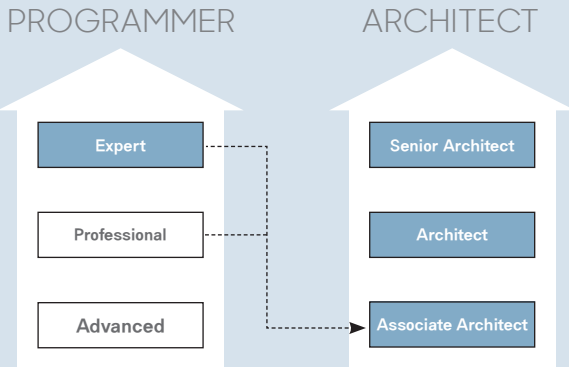 PROGRAMMER
Expert
Professional
Advanced
ARCHITECT
Senior Architect
Architect
Associate Architect